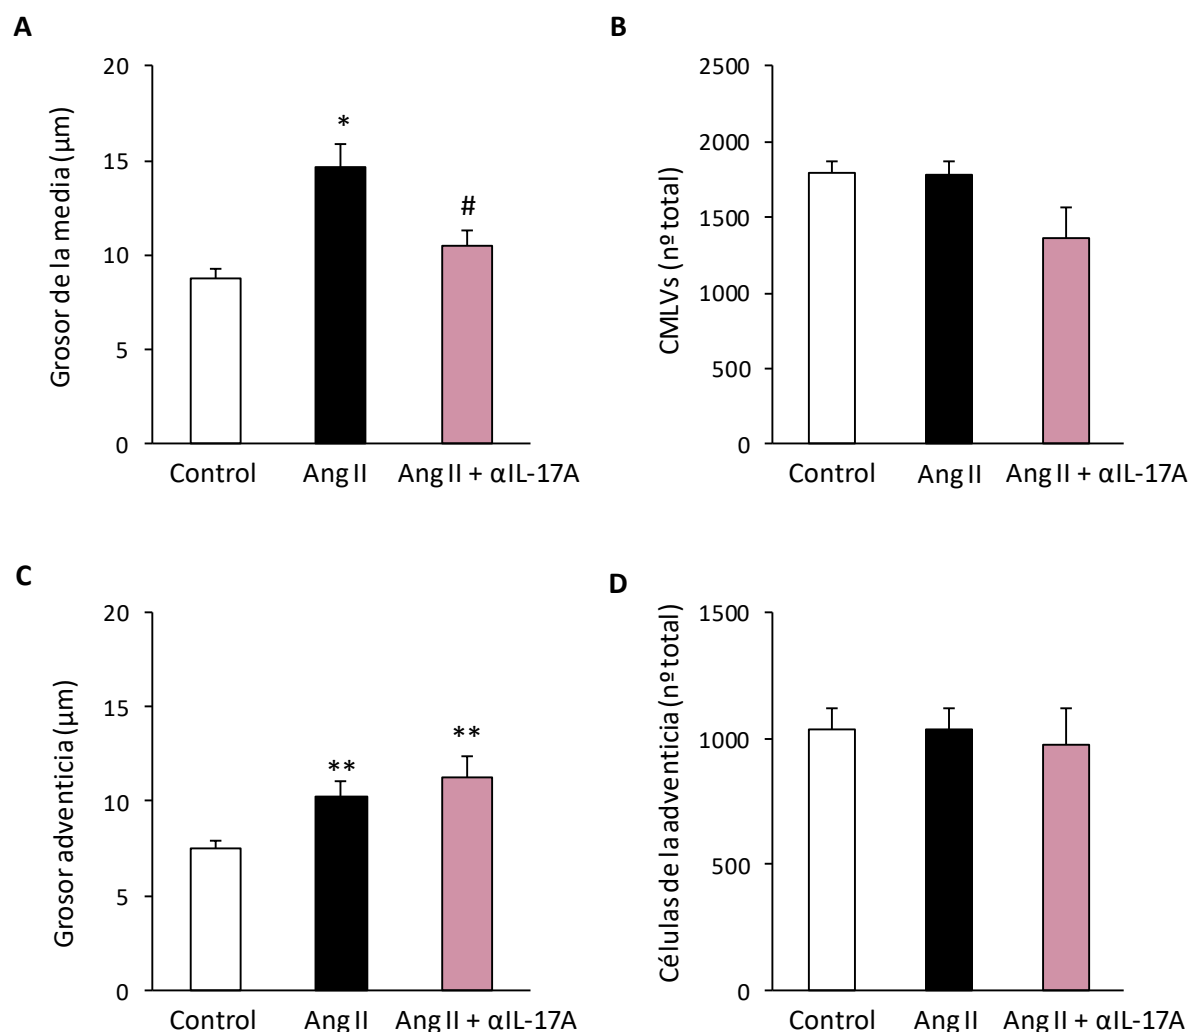 A
Grosor de la media (µm)
20
15
10
5
0
*
#
Control
Ang II
Ang II + αIL-17A
B
CMLVs (nº total)
2500
2000
1500
1000
500
0
Control
Ang II
Ang II + αIL-17A
C
Grosor adventicia (µm)
20
15
10
5
0
**
**
Control
Ang II
Ang II + αIL-17A
D
Células de la adventicia (nº total)
1500
1000
500
0
Control
Ang II
Ang II + αIL-17A